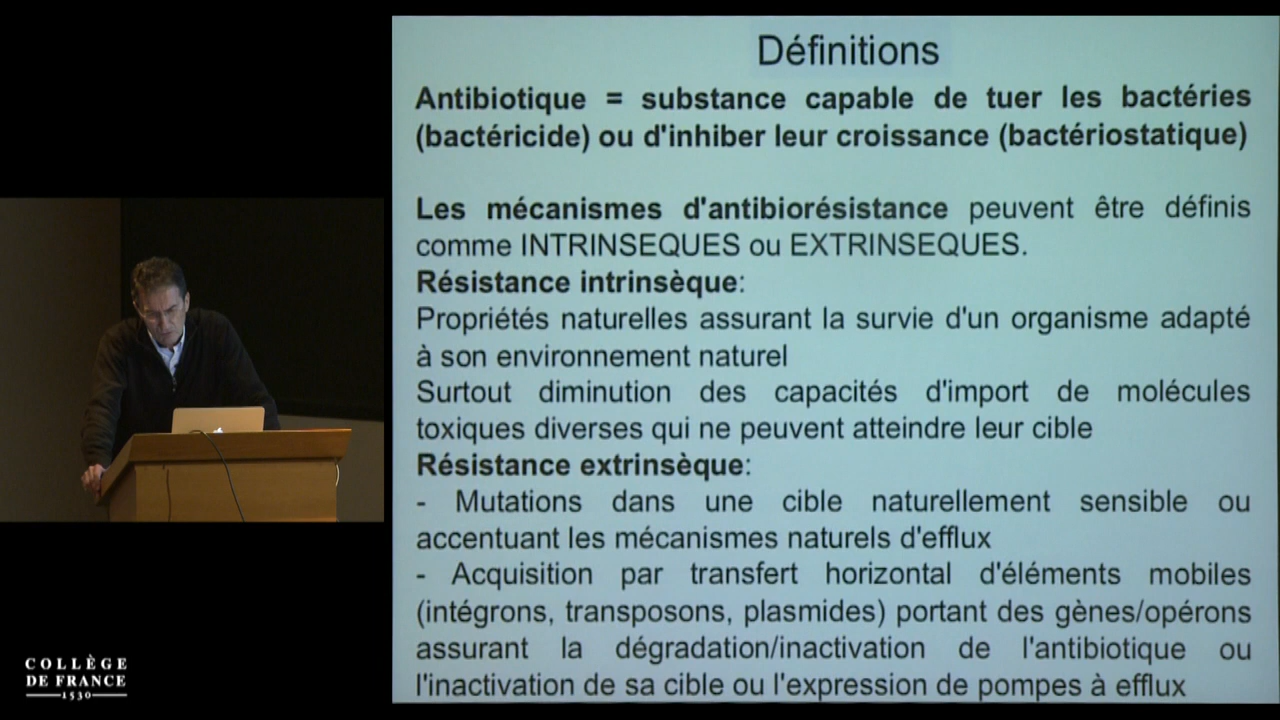 Définitions
Antibiotique = substance capable de tuer les bactéries
(bactéricide) ou d'inhiber leur croissance (bactériostatique)
Les mécanismes d'antibiorésistance peuvent être définis
comme INTRINSEQUES ou EXTRINSEQUES.
Résistance intrinsèque:
Propriétés naturelles assurant la survie d'un organisme adapté
à son environnement naturel
Surtout diminution des capacités d'import de molécules
toxiques diverses qui ne peuvent atteindre leur cible
Résistance extrinsèque:
- Mutations dans une cible naturellement sensible ou
accentuant les mécanismes naturels d'efflux
- Acquisition par transfert horizontal d'éléments mobiles
(intégrons, transposons, plasmides) portant des gènes/opérons
assurant la dégradation/inactivation de l'antibiotique ou
l'inactivation de sa cible ou l'expression de pompes à efflux
COLLÈGE
DE FRANCE
1530